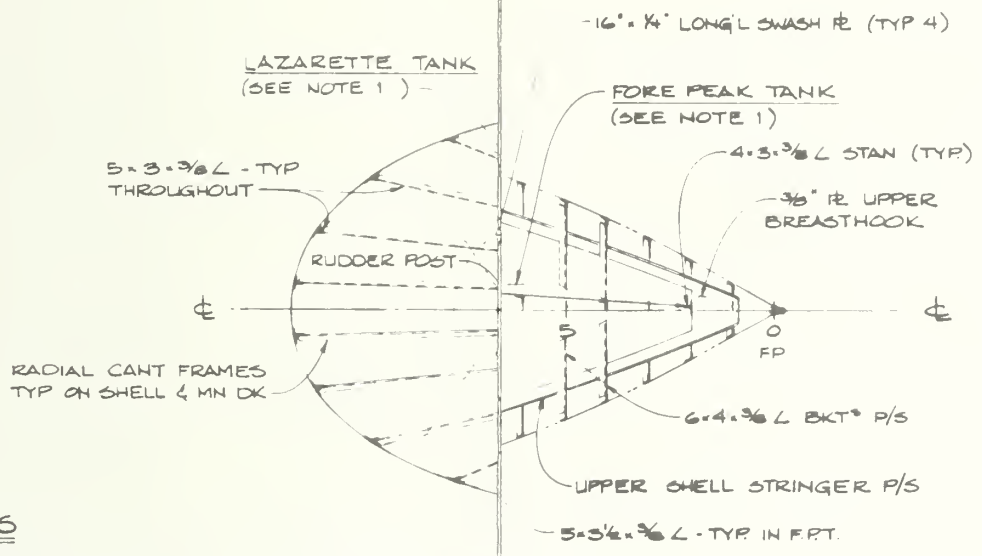 16" x 1/4" LONG'L SWASH PL (TYP 4)
LAZARETTE TANK
(SEE NOTE 1 )
FORE PEAK TANK
(SEE NOTE 1)
5 x 3 x 3/8 L - TYP
THROUGHOUT
4 x 3 x 3/8 L STAN (TYP.)
3/8" PL UPPER
BREASTHOOK
RUDDER POST
℄
5
0
℄
FP
RADIAL CANT FRAMES
TYP ON SHELL & MN DK
6 x 4 x 3/8 L BKTS P/S
UPPER SHELL STRINGER P/S
5 x 3 1/2 x 3/8 L - TYP. IN F.P.T.
S